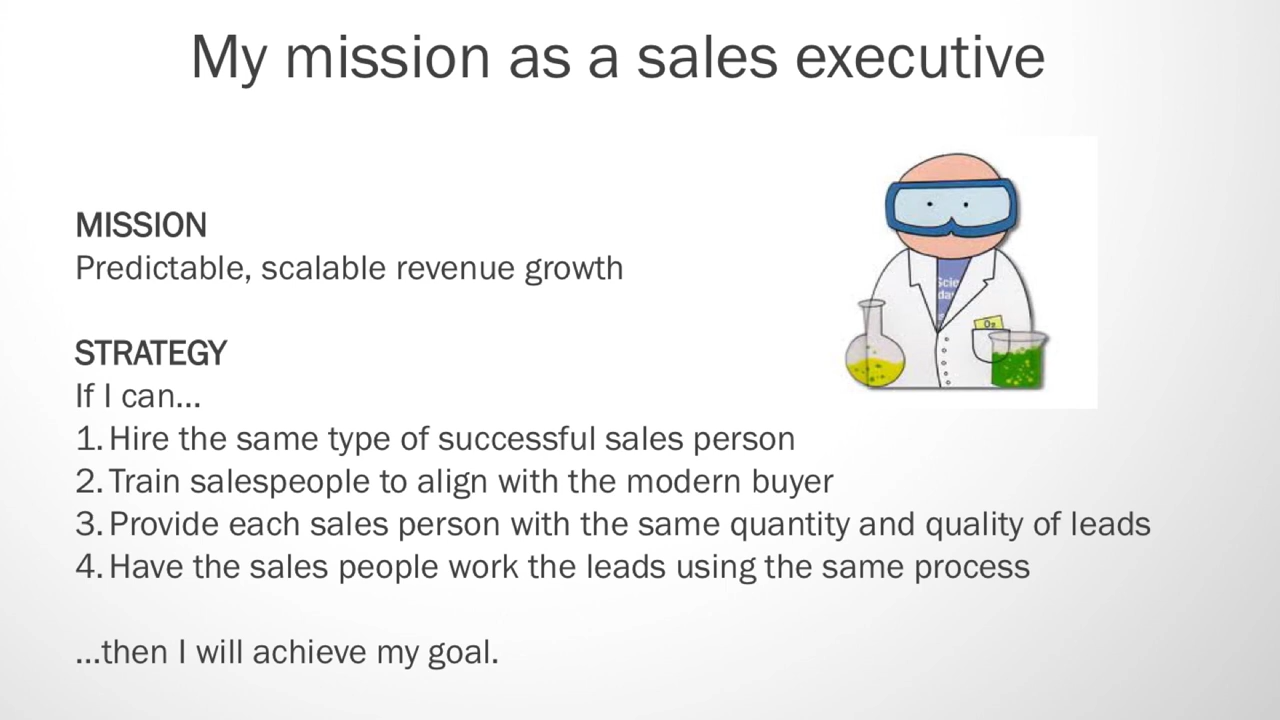 My mission as a sales executive
MISSION
Predictable, scalable revenue growth
STRATEGY
If I can...
1. Hire the same type of successful sales person
2. Train salespeople to align with the modern buyer
3. Provide each sales person with the same quantity and quality of leads
4. Have the sales people work the leads using the same process
...then I will achieve my goal.
O2